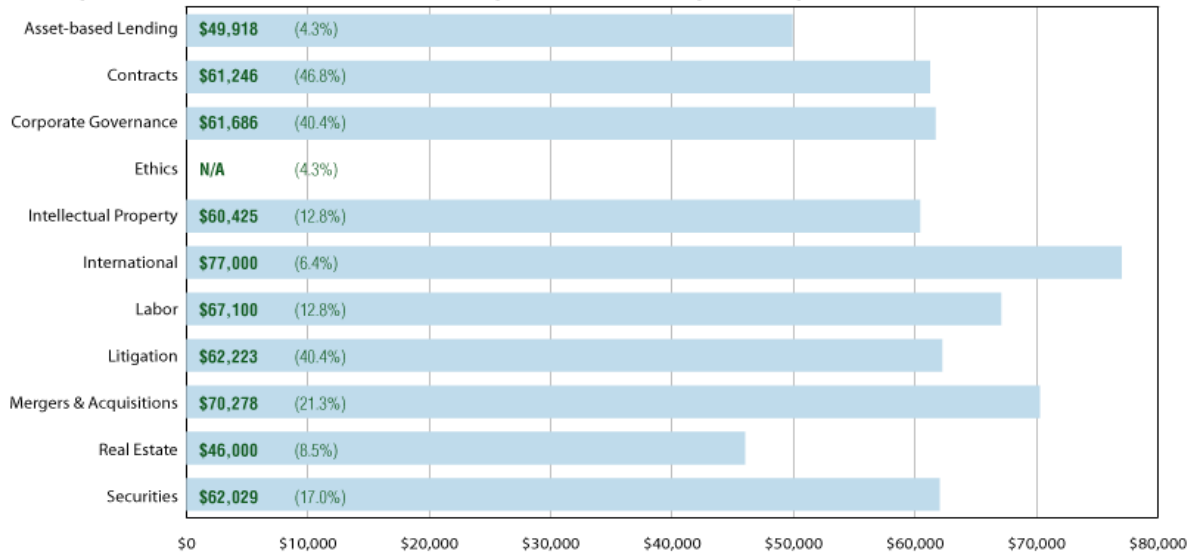 Asset-based Lending $49,918 (4.3%)
Contracts $61,246 (46.8%)
Corporate Governance $61,686 (40.4%)
Ethics N/A (4.3%)
Intellectual Property $60,425 (12.8%)
International $77,000 (6.4%)
Labor $67,100 (12.8%)
Litigation $62,223 (40.4%)
Mergers & Acquisitions $70,278 (21.3%)
Real Estate $46,000 (8.5%)
Securities $62,029 (17.0%)
$0 $10,000 $20,000 $30,000 $40,000 $50,000 $60,000 $70,000 $80,000